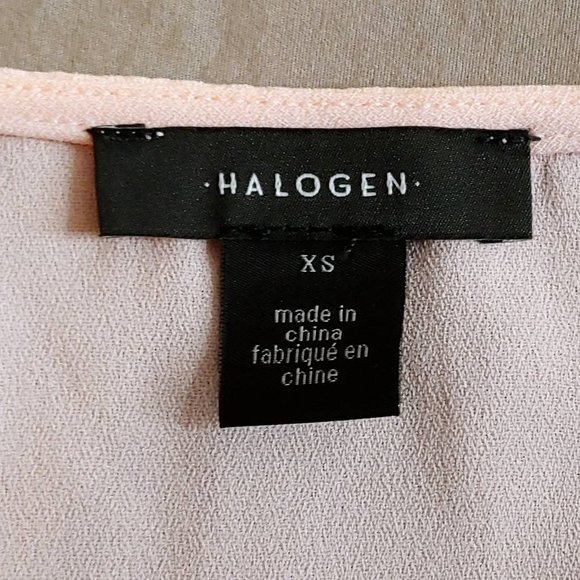 ·HALOGEN·
XS
made in
china
fabriqué en
chine